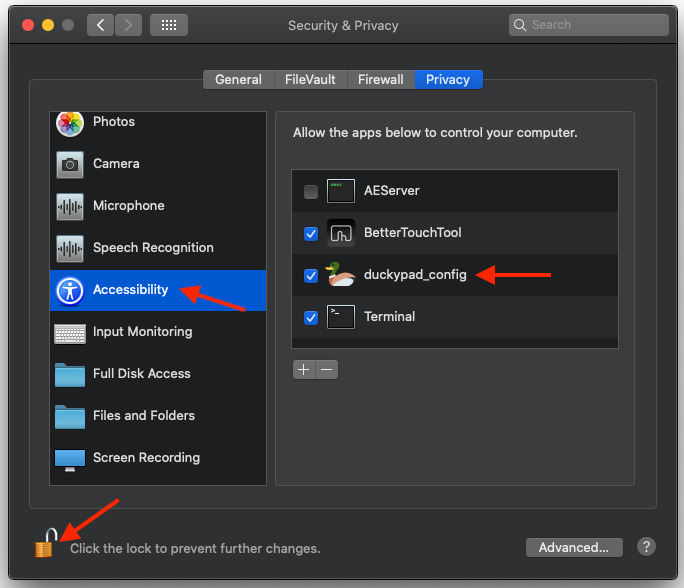 Security & Privacy
Search
General FileVault Firewall Privacy
Photos
Camera
Microphone
Speech Recognition
Accessibility
Input Monitoring
Full Disk Access
Files and Folders
Screen Recording
Allow the apps below to control your computer.
AEServer
BetterTouchTool
duckypad_config
Terminal
+ −
Click the lock to prevent further changes.
Advanced... ?